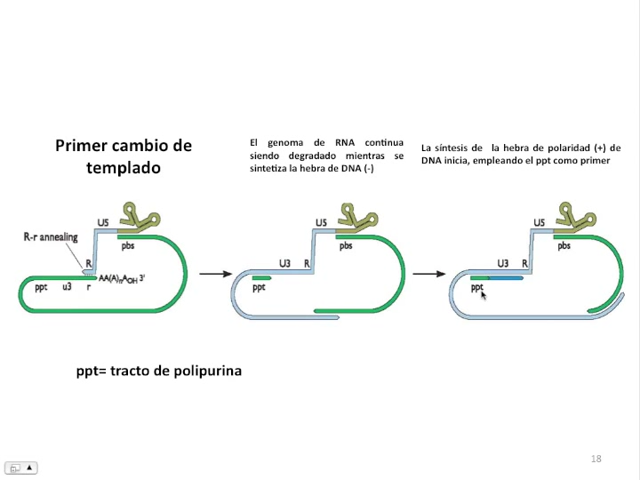 Primer cambio de
templado
El genoma de RNA continua
siendo degradado mientras se
sintetiza la hebra de DNA (-)
La síntesis de la hebra de polaridad (+) de
DNA inicia, empleando el ppt como primer
U5
R-r annealing
pbs
R
AA(A)nAOH 3'
ppt u3 r
U5
pbs
U3 R
ppt
U5
pbs
U3 R
ppt
ppt= tracto de polipurina
18